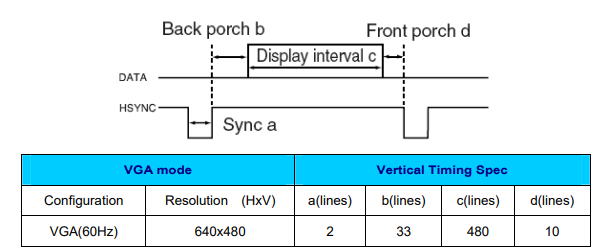 Back porch b Front porch d
Display interval c
DATA
HSYNC
Sync a
VGA mode Vertical Timing Spec
Configuration Resolution (HxV) a(lines) b(lines) c(lines) d(lines)
VGA(60Hz) 640x480 2 33 480 10